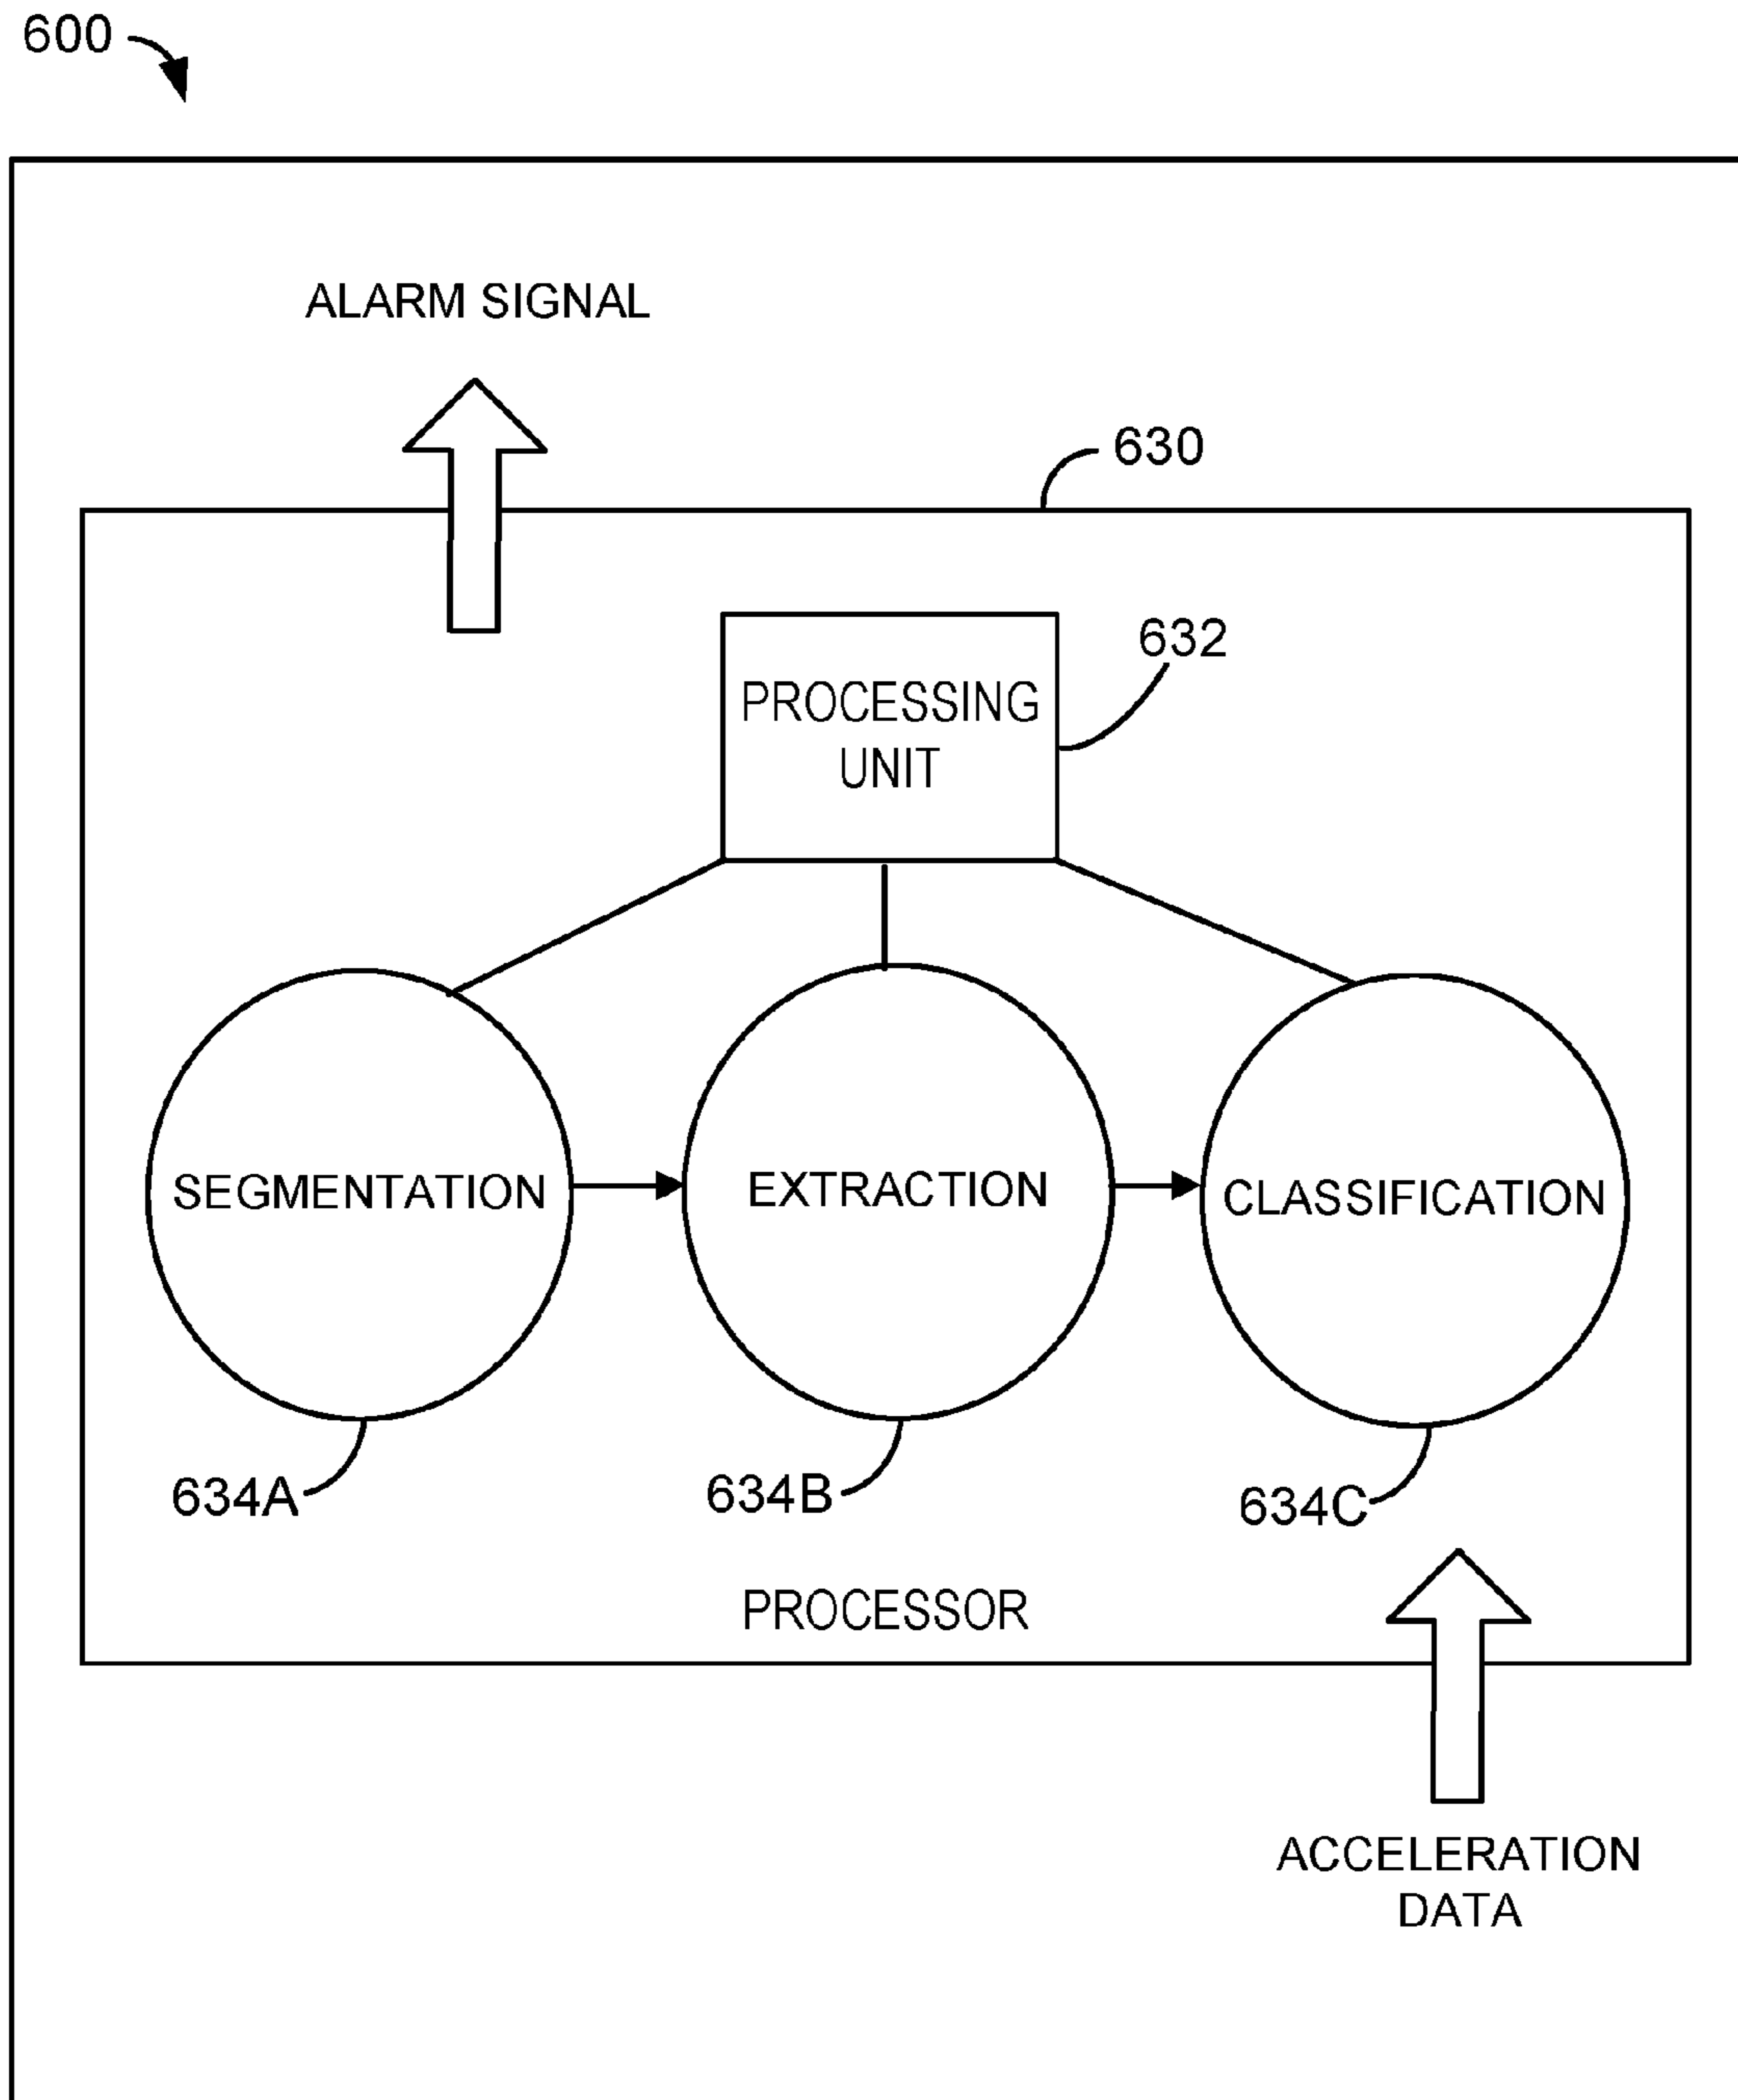 600
ALARM SIGNAL
630
632
PROCESSING
UNIT
SEGMENTATION
EXTRACTION
CLASSIFICATION
634A
634B
634C
PROCESSOR
ACCELERATION
DATA